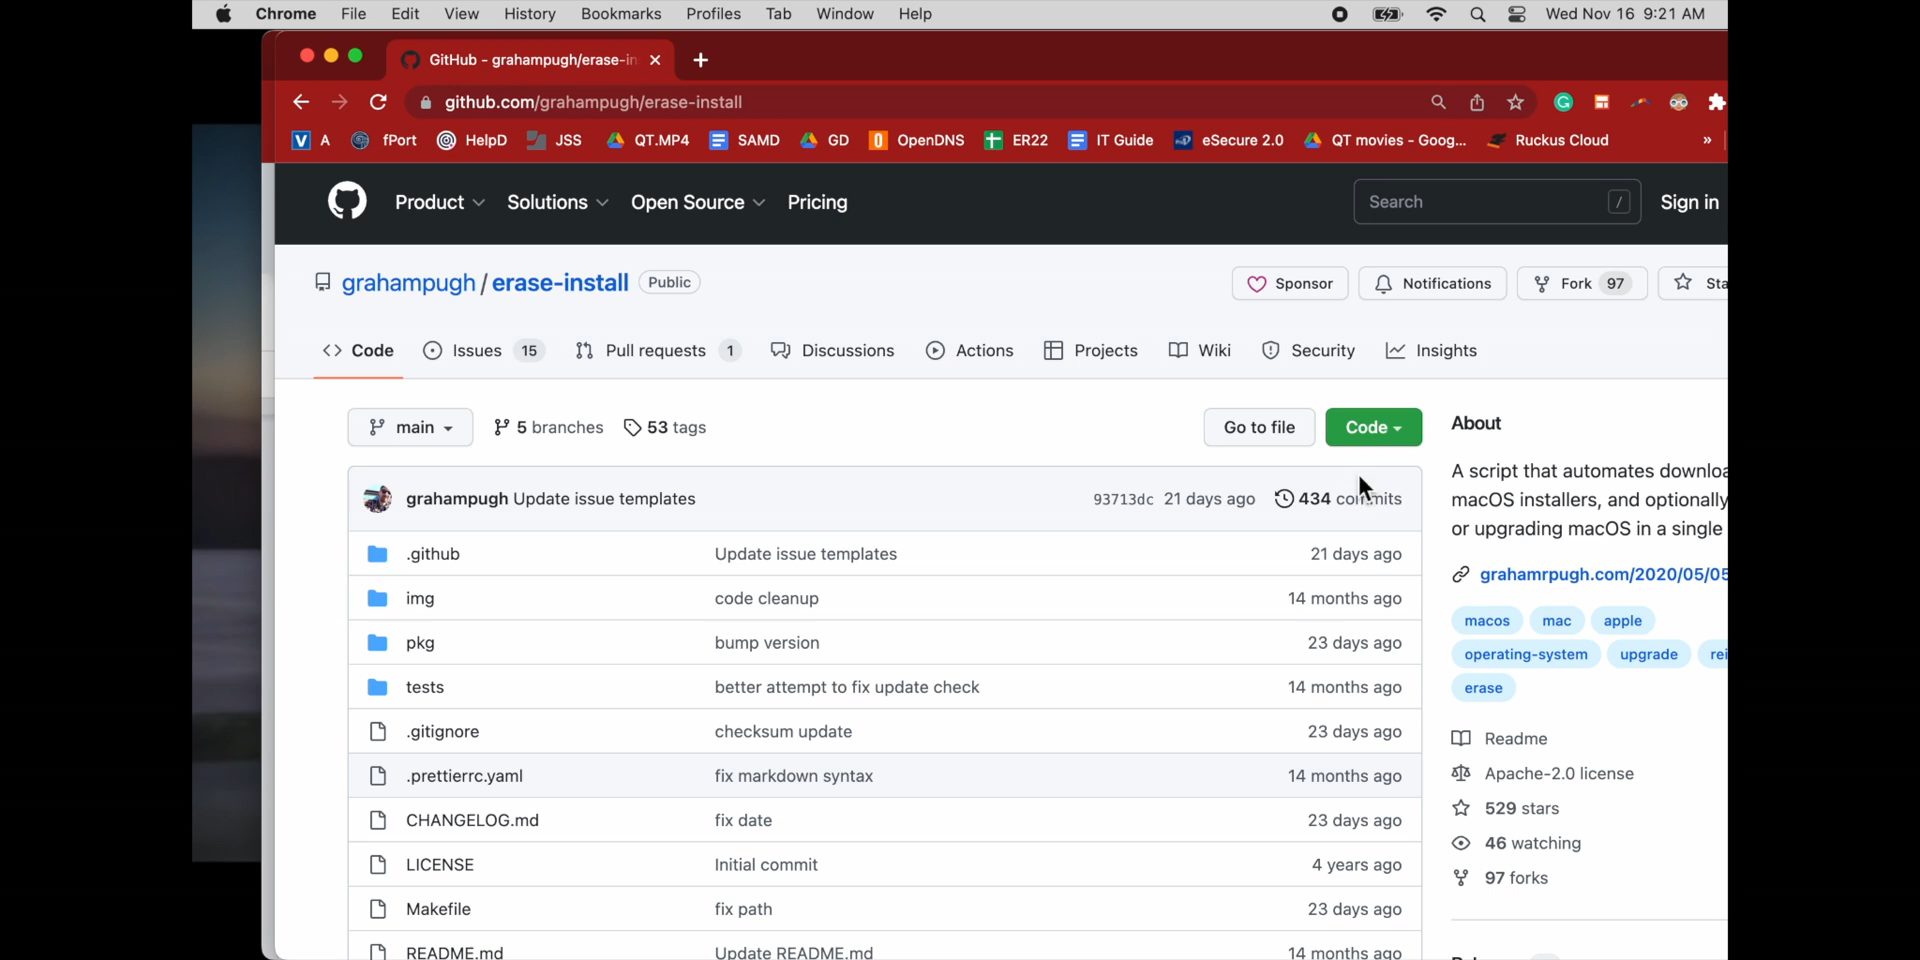 Chrome File Edit View History Bookmarks Profiles Tab Window Help Wed Nov 16 9:21 AM
GitHub - grahampugh/erase-in
github.com/grahampugh/erase-install
A fPort HelpD JSS QT.MP4 SAMD GD OpenDNS ER22 IT Guide eSecure 2.0 QT movies - Goog... Ruckus Cloud »
Product Solutions Open Source Pricing Search / Sign in
grahampugh / erase-install Public Sponsor Notifications Fork 97 Sta
Code Issues 15 Pull requests 1 Discussions Actions Projects Wiki Security Insights
main 5 branches 53 tags Go to file Code
grahampugh Update issue templates 93713dc 21 days ago 434 commits
.github Update issue templates 21 days ago
img code cleanup 14 months ago
pkg bump version 23 days ago
tests better attempt to fix update check 14 months ago
.gitignore checksum update 23 days ago
.prettierrc.yaml fix markdown syntax 14 months ago
CHANGELOG.md fix date 23 days ago
LICENSE Initial commit 4 years ago
Makefile fix path 23 days ago
README.md Update README.md 14 months ago
About
A script that automates downloa
macOS installers, and optionally
or upgrading macOS in a single
grahamrpugh.com/2020/05/05
macos mac apple
operating-system upgrade rei
erase
Readme
Apache-2.0 license
529 stars
46 watching
97 forks